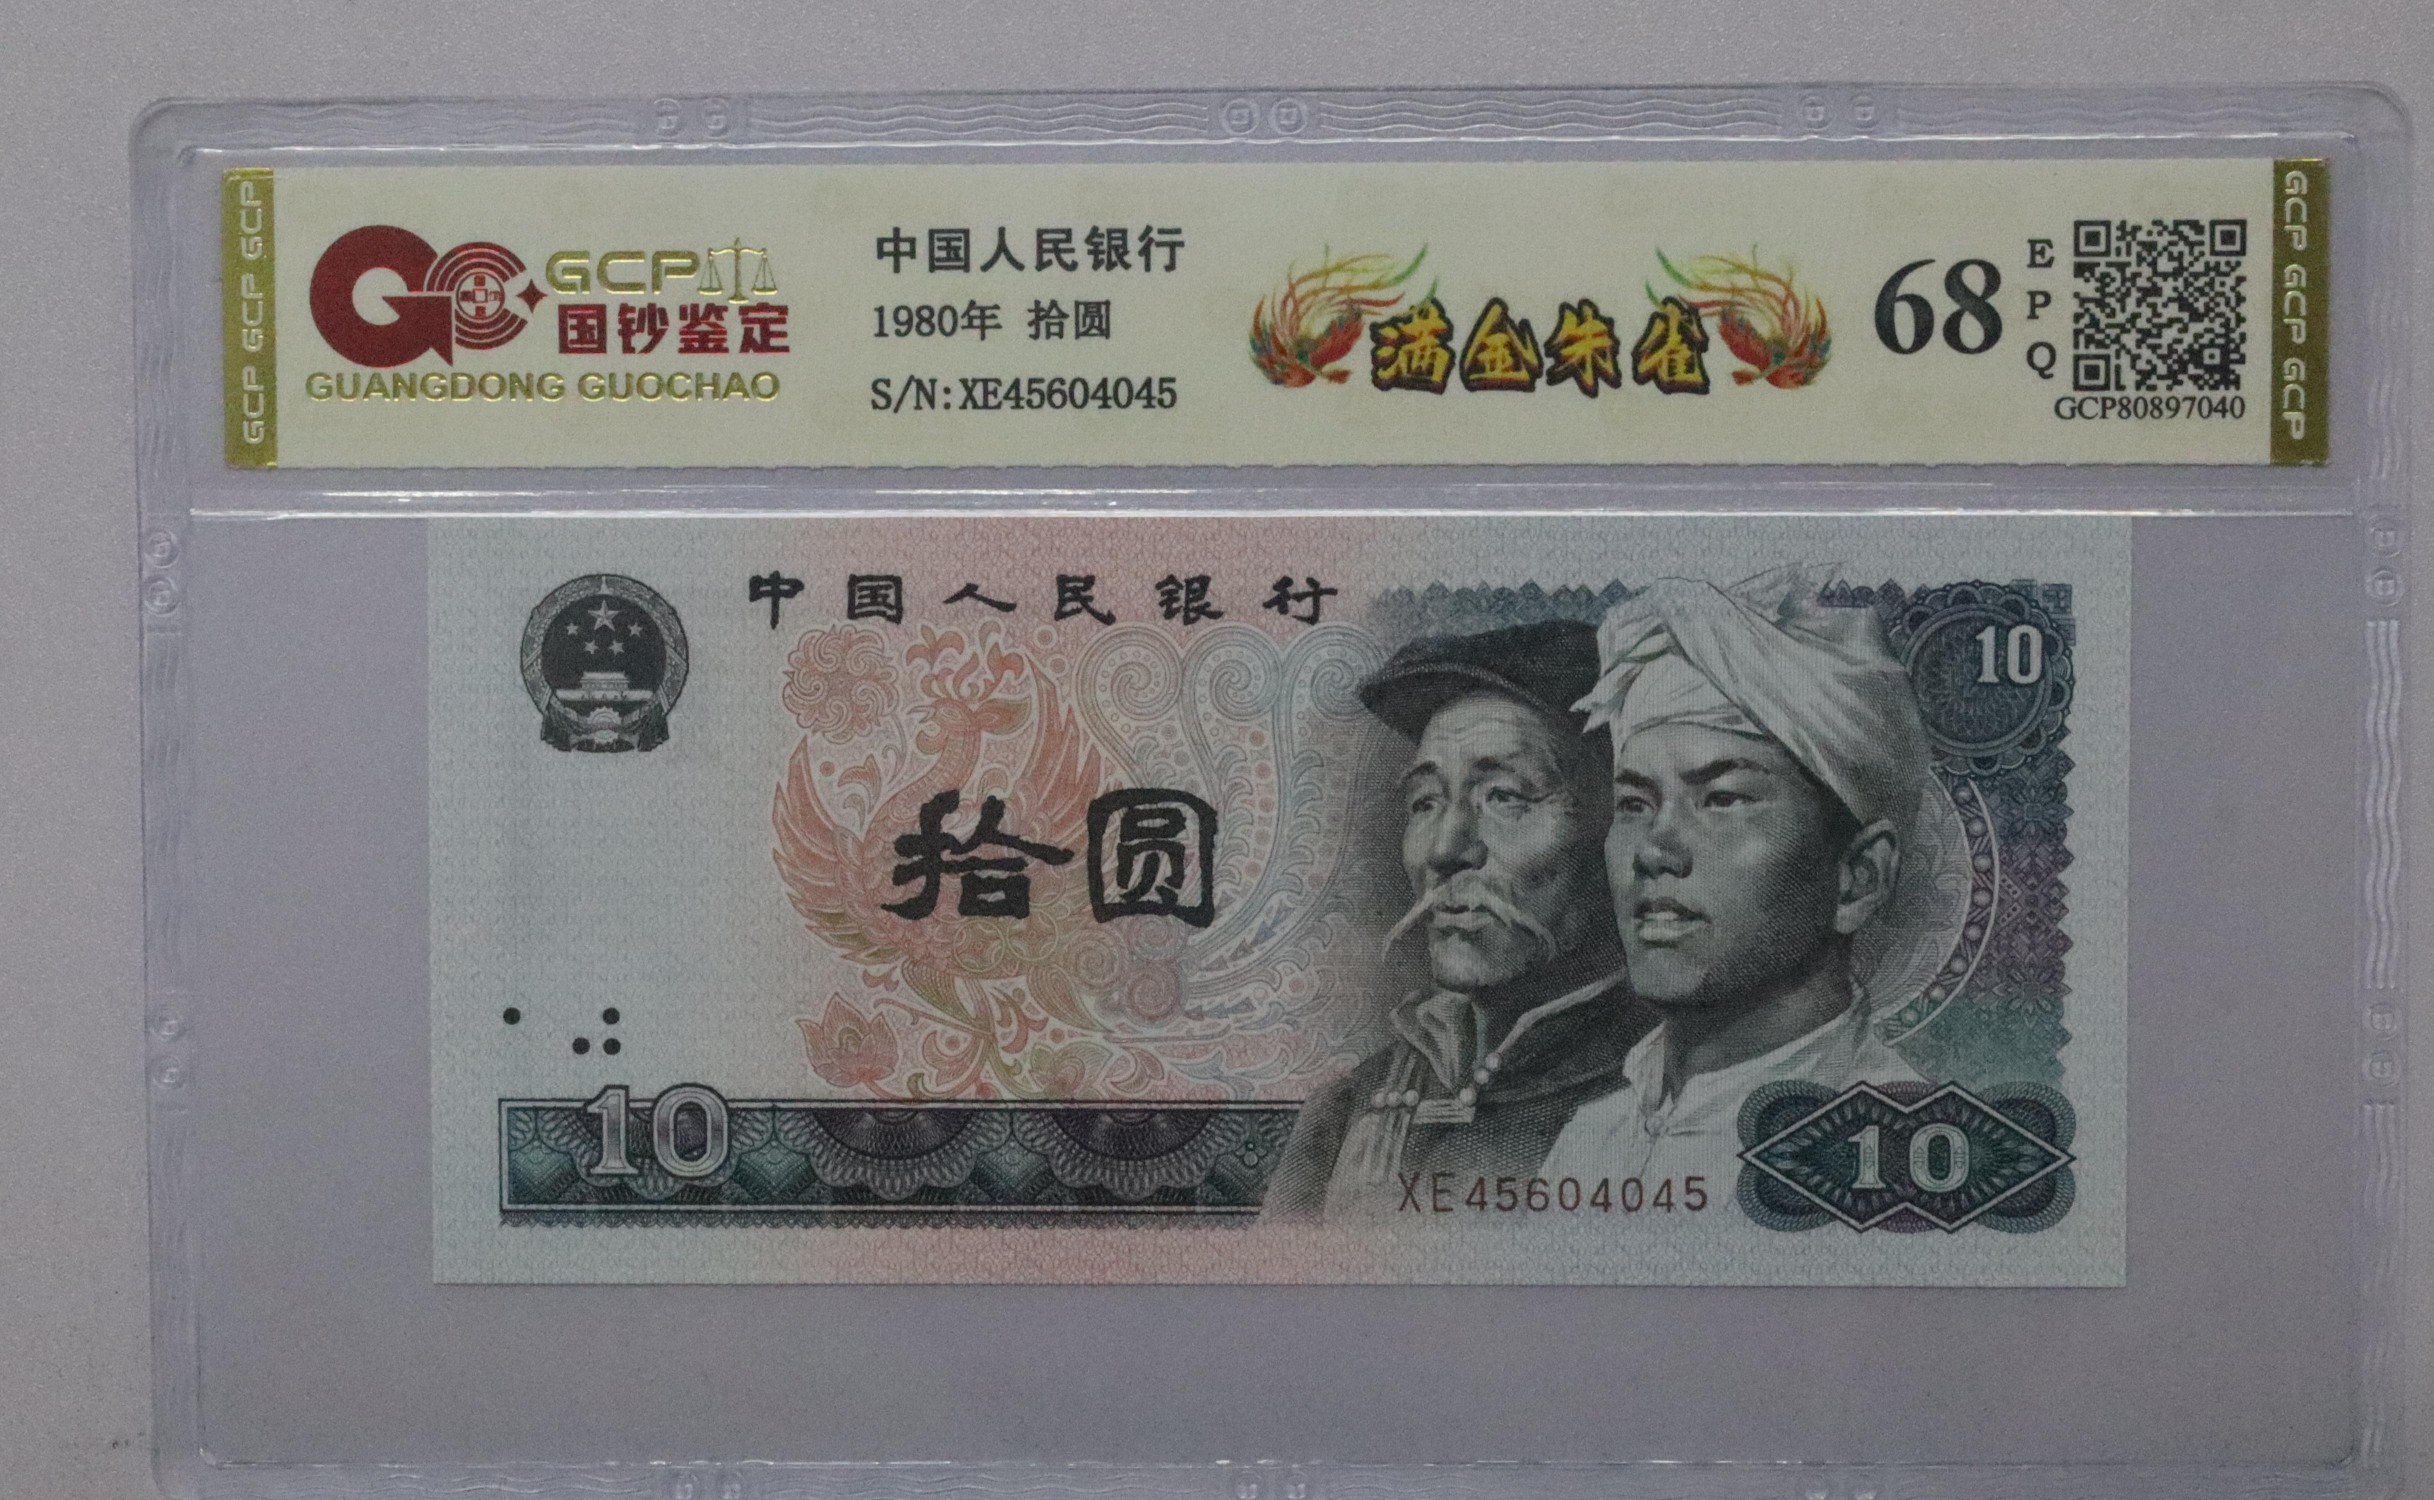 GCP GCP GCP
GCP
国钞鉴定
GUANGDONG GUOCHAO
中国人民银行
1980年 拾圆
S/N:XE45604045
满金朱雀
68
E
P
Q
GCP80897040
GCP GCP GCP
中国人民银行
10
拾圆
10
XE45604045
10